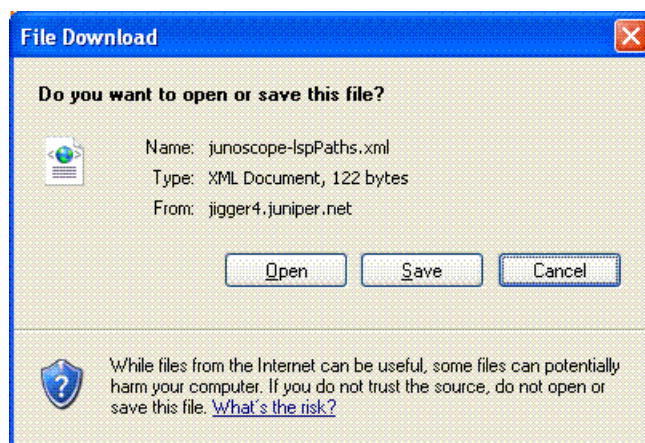 File Download
Do you want to open or save this file?
Name: junoscope-lspPaths.xml
Type: XML Document, 122 bytes
From: jigger4.juniper.net
Open Save Cancel
While files from the Internet can be useful, some files can potentially
harm your computer. If you do not trust the source, do not open or
save this file. What's the risk?